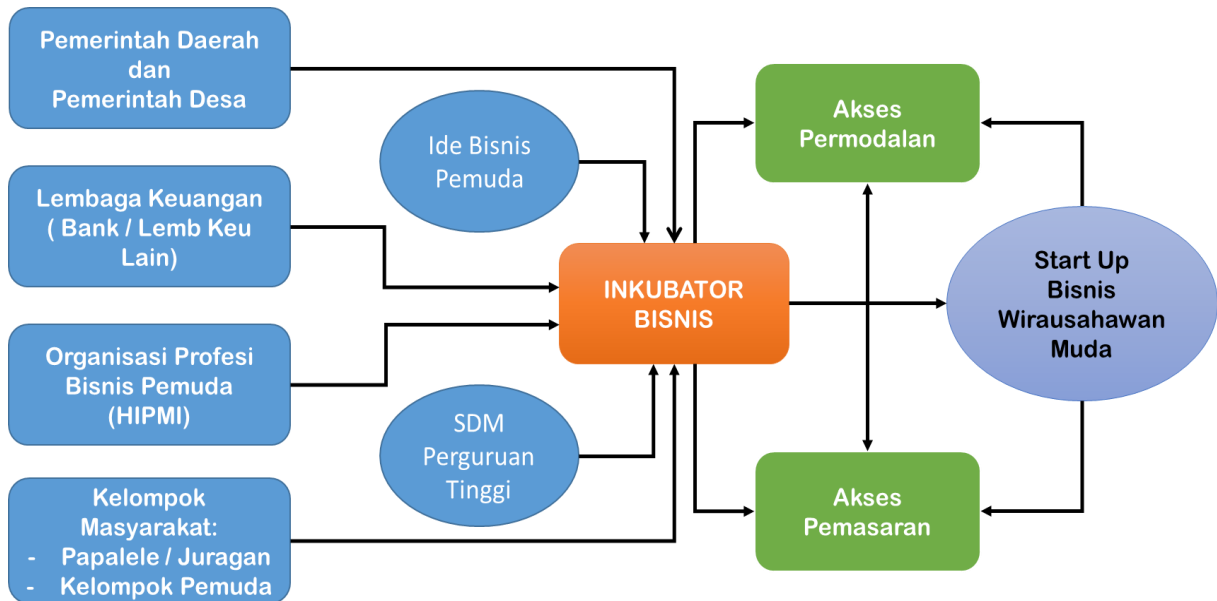 Pemerintah Daerah
dan
Pemerintah Desa
Lembaga Keuangan
( Bank / Lemb Keu
Lain)
Organisasi Profesi
Bisnis Pemuda
(HIPMI)
Kelompok
Masyarakat:
- Papalele / Juragan
- Kelompok Pemuda
Ide Bisnis
Pemuda
SDM
Perguruan
Tinggi
INKUBATOR
BISNIS
Akses
Permodalan
Akses
Pemasaran
Start Up
Bisnis
Wirausahawan
Muda